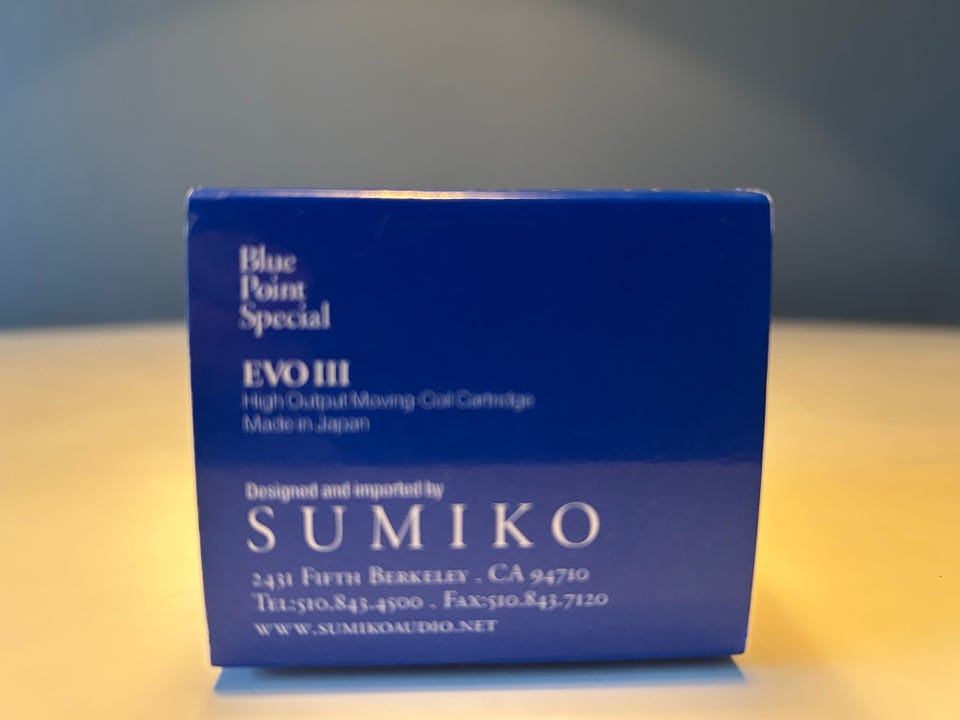 Blue
Point
Special
EVO III
High Output Moving-Coil Cartridge
Made in Japan
Designed and imported by
SUMIKO
2431 FIFTH BERKELEY . CA 94710
TEL:510.843.4500 . FAX:510.843.7120
WWW.SUMIKOAUDIO.NET